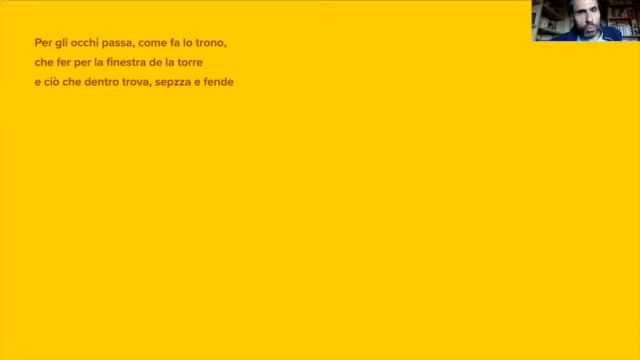 Per gli occhi passa, come fa lo trono,
che fer per la finestra de la torre
e ciò che dentro trova, sepzza e fende